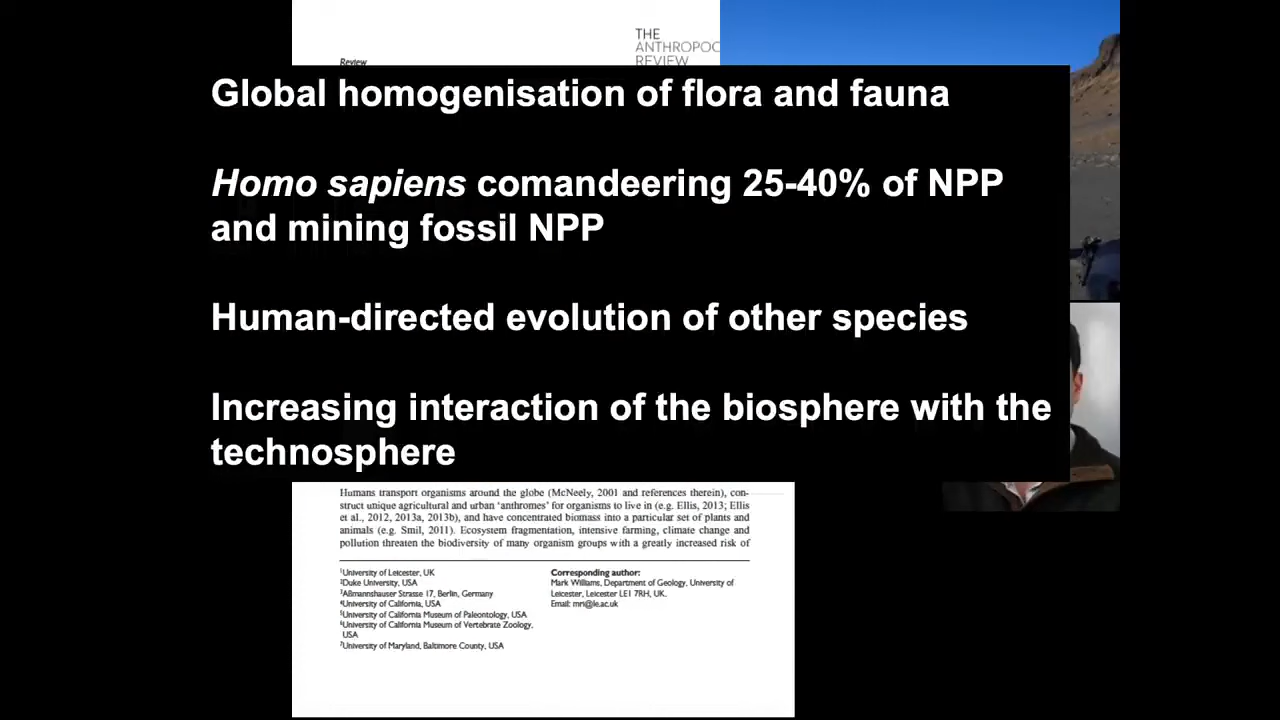 THE
ANTHROPOC
REVIEW
Review
Global homogenisation of flora and fauna
Homo sapiens comandeering 25-40% of NPP
and mining fossil NPP
Human-directed evolution of other species
Increasing interaction of the biosphere with the
technosphere
Humans transport organisms around the globe (McNeely, 2001 and references therein), con-
struct unique agricultural and urban ‘anthromes’ for organisms to live in (e.g. Ellis, 2013; Ellis
et al., 2012, 2013a, 2013b), and have concentrated biomass into a particular set of plants and
animals (e.g. Smil, 2011). Ecosystem fragmentation, intensive farming, climate change and
pollution threaten the biodiversity of many organism groups with a greatly increased risk of
1University of Leicester, UK
2Duke University, USA
3Aßmannshauser Strasse 17, Berlin, Germany
4University of California, USA
5University of California Museum of Paleontology, USA
6University of California Museum of Vertebrate Zoology,
USA
7University of Maryland, Baltimore County, USA
Corresponding author:
Mark Williams, Department of Geology, University of
Leicester, Leicester LE1 7RH, UK.
Email: mri@le.ac.uk